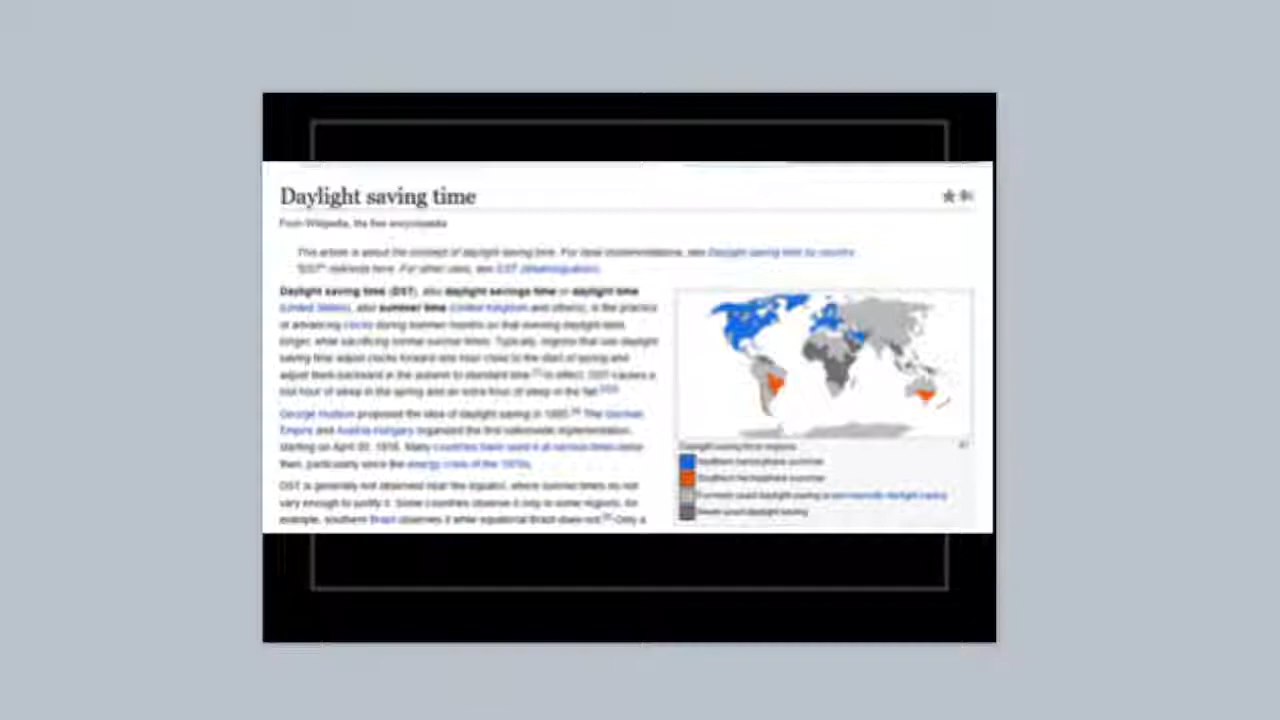 Daylight saving time
From Wikipedia, the free encyclopedia
This article is about the concept of daylight saving time. For local implementations, see Daylight saving time by country.
"DST" redirects here. For other uses, see DST (disambiguation).
Daylight saving time (DST), also daylight savings time or daylight time
(United States), also summer time (United Kingdom and others), is the practice
of advancing clocks during summer months so that evening daylight lasts
longer, while sacrificing normal sunrise times. Typically, regions that use daylight
saving time adjust clocks forward one hour close to the start of spring and
adjust them backward in the autumn to standard time. In effect, DST causes a
lost hour of sleep in the spring and an extra hour of sleep in the fall.
George Hudson proposed the idea of daylight saving in 1895. The German
Empire and Austria-Hungary organized the first nationwide implementation,
starting on April 30, 1916. Many countries have used it at various times since
then, particularly since the energy crisis of the 1970s.
DST is generally not observed near the equator, where sunrise times do not
vary enough to justify it. Some countries observe it only in some regions; for
example, southern Brazil observes it while equatorial Brazil does not. Only a
Daylight saving time regions
Northern hemisphere summer
Southern hemisphere summer
Formerly used daylight saving or permanently daylight saving
Never used daylight saving